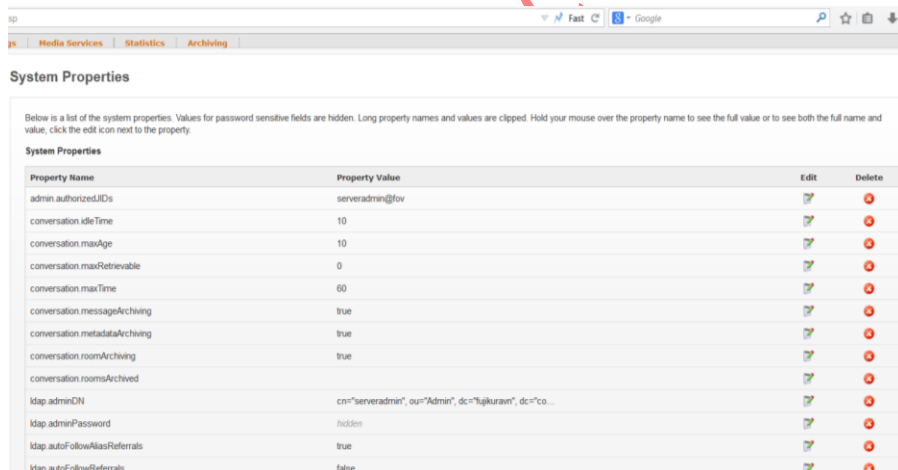 sp
Fast
8
Google
gs Media Services Statistics Archiving
System Properties
Below is a list of the system properties. Values for password sensitive fields are hidden. Long property names and values are clipped. Hold your mouse over the property name to see the full value or to see both the full name and
value, click the edit icon next to the property.
System Properties
Property Name Property Value Edit Delete
admin.authorizedJIDs serveradmin@fov
conversation.idleTime 10
conversation.maxAge 10
conversation.maxRetrievable 0
conversation.maxTime 60
conversation.messageArchiving true
conversation.metadataArchiving true
conversation.roomArchiving true
conversation.roomsArchived
ldap.adminDN cn="serveradmin", ou="Admin", dc="fujikuravn", dc="co...
ldap.adminPassword hidden
ldap.autoFollowAliasReferrals true
ldap.autoFollowReferrals false